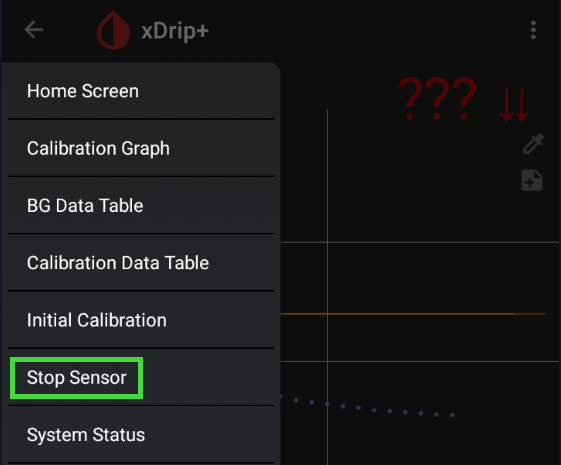 xDrip+
Home Screen
??? ↓↓
Calibration Graph
BG Data Table
Calibration Data Table
Initial Calibration
Stop Sensor
System Status